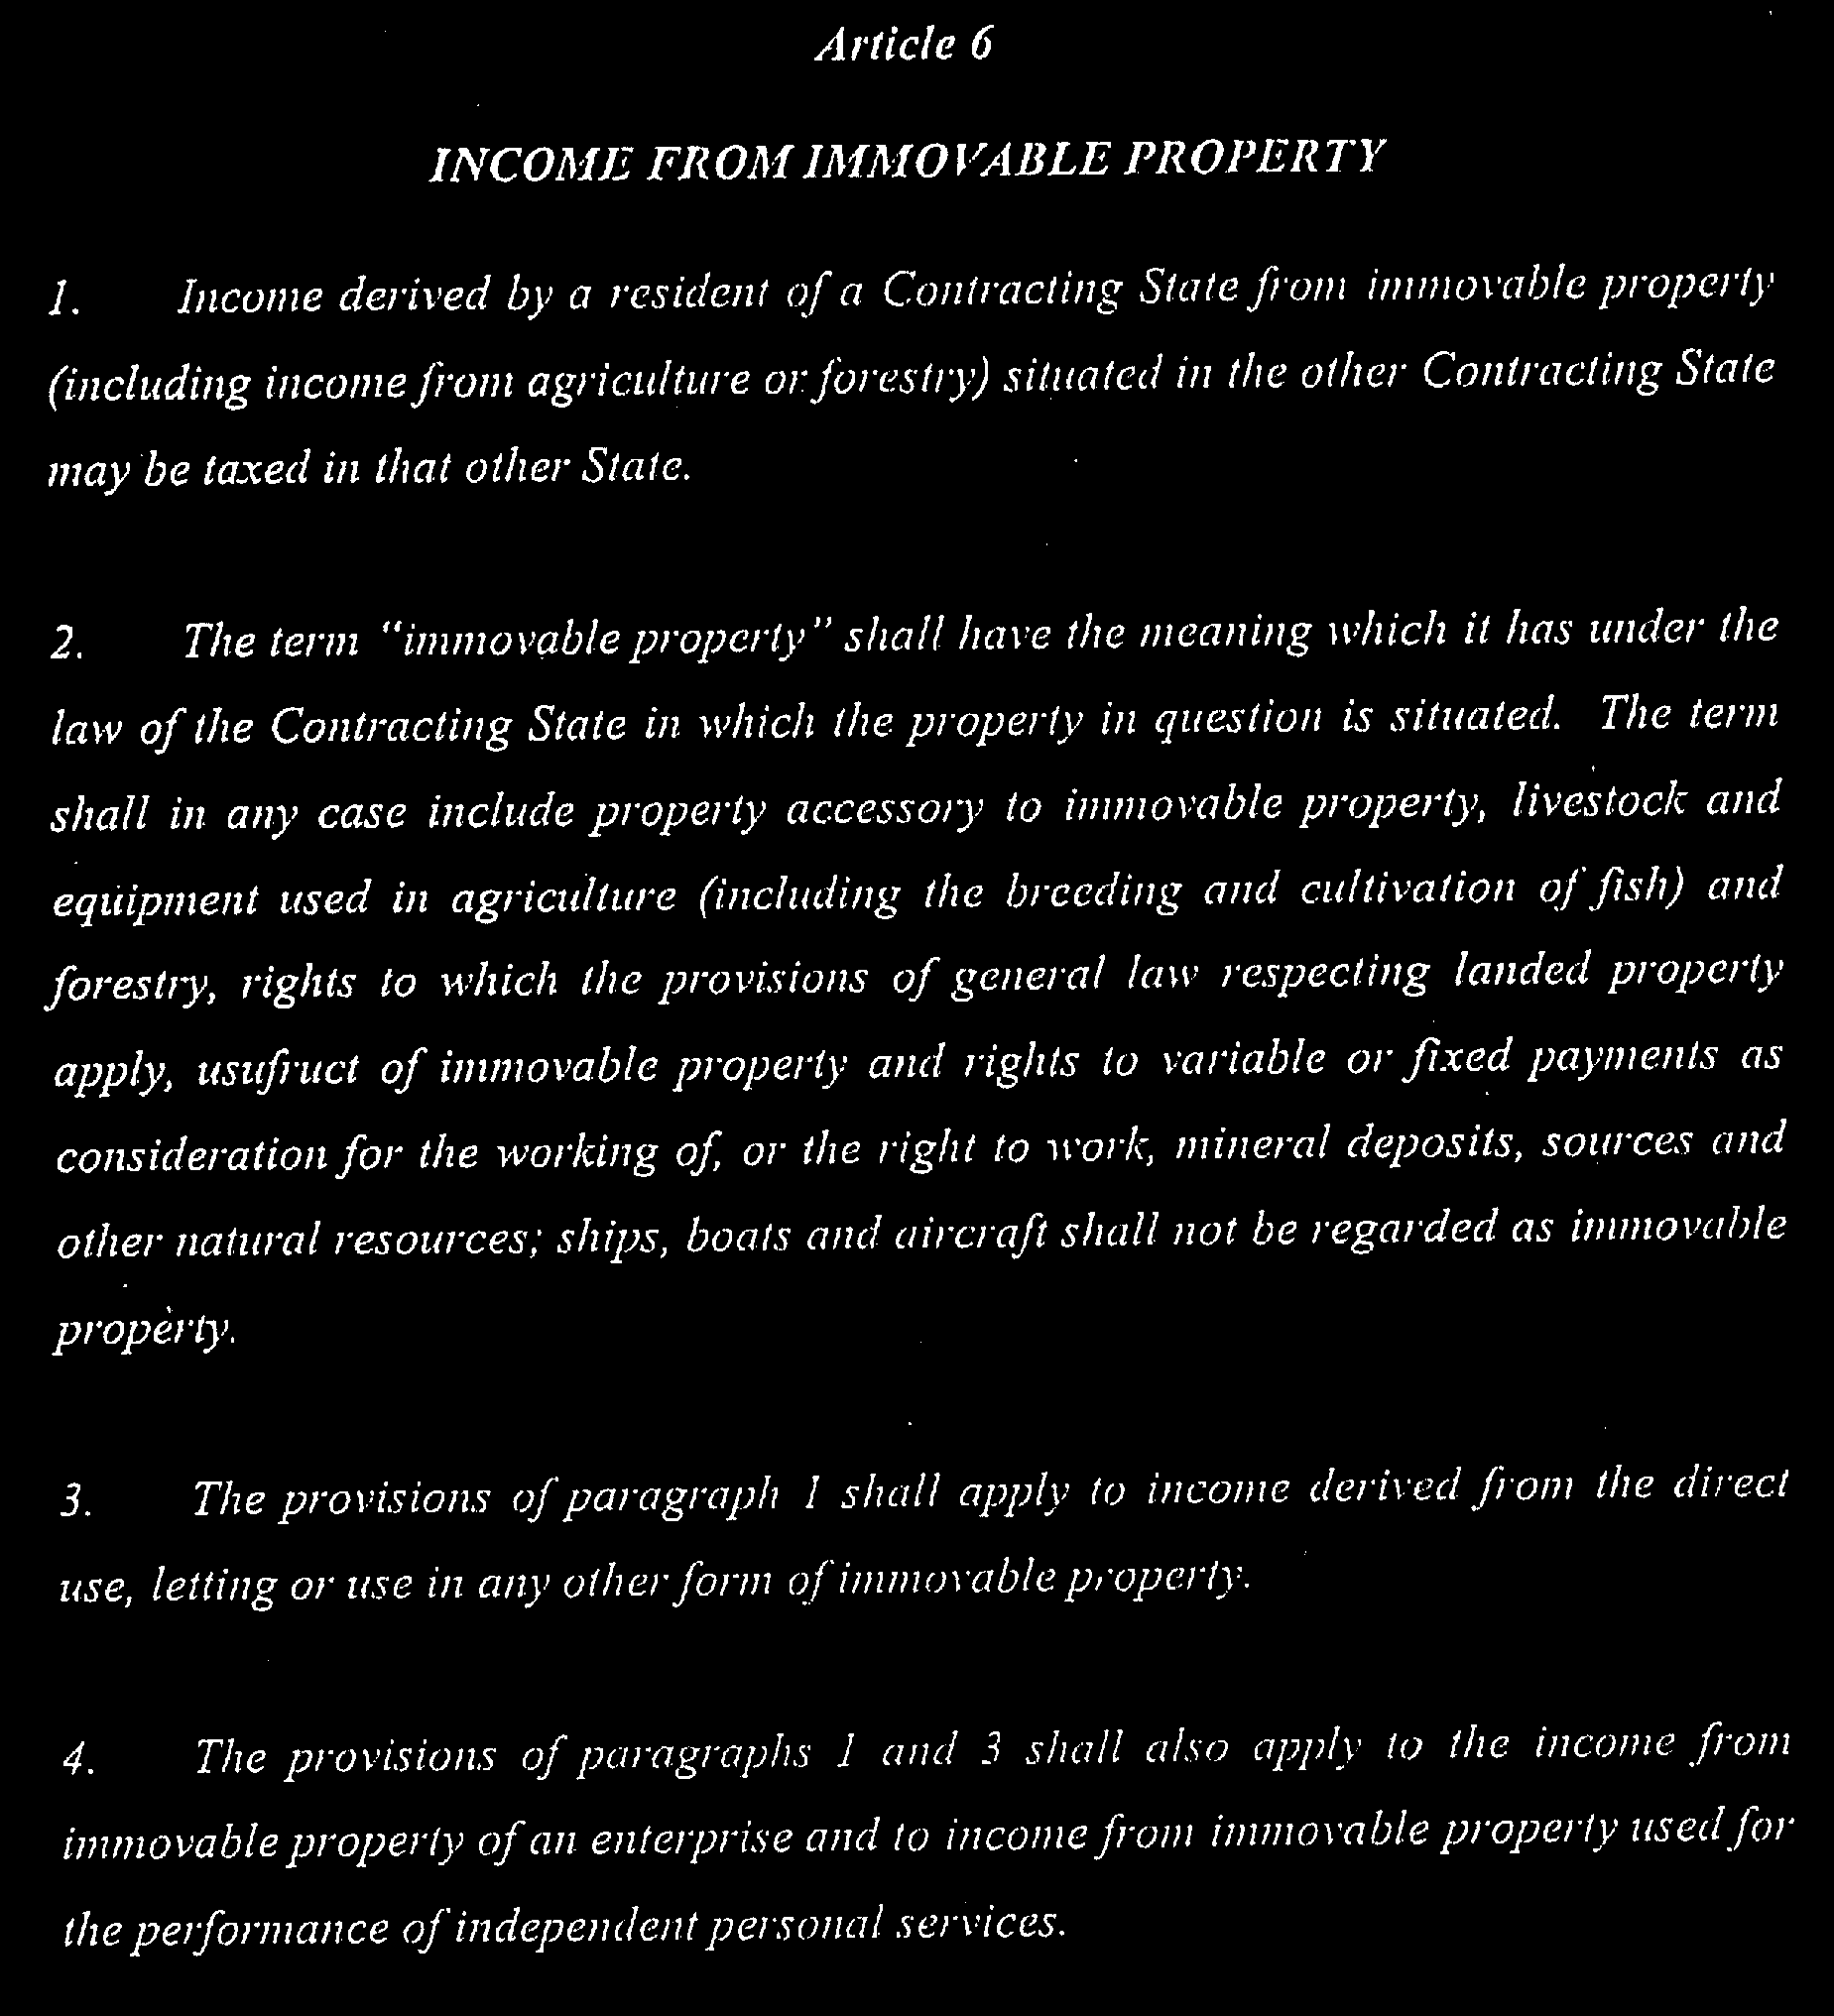 Article 6
INCOME FROM IMMOVABLE PROPERTY
1. Income derived by a resident of a Contracting State from immovable property
(including income from agriculture or forestry) situated in the other Contracting State
may be taxed in that other State.
2. The term “immovable property” shall have the meaning which it has under the
law of the Contracting State in which the property in question is situated. The term
shall in any case include property accessory to immovable property, livestock and
equipment used in agriculture (including the breeding and cultivation of fish) and
forestry, rights to which the provisions of general law respecting landed property
apply, usufruct of immovable property and rights to variable or fixed payments as
consideration for the working of, or the right to work, mineral deposits, sources and
other natural resources; ships, boats and aircraft shall not be regarded as immovable
property.
3. The provisions of paragraph 1 shall apply to income derived from the direct
use, letting or use in any other form of immovable property.
4. The provisions of paragraphs 1 and 3 shall also apply to the income from
immovable property of an enterprise and to income from immovable property used for
the performance of independent personal services.